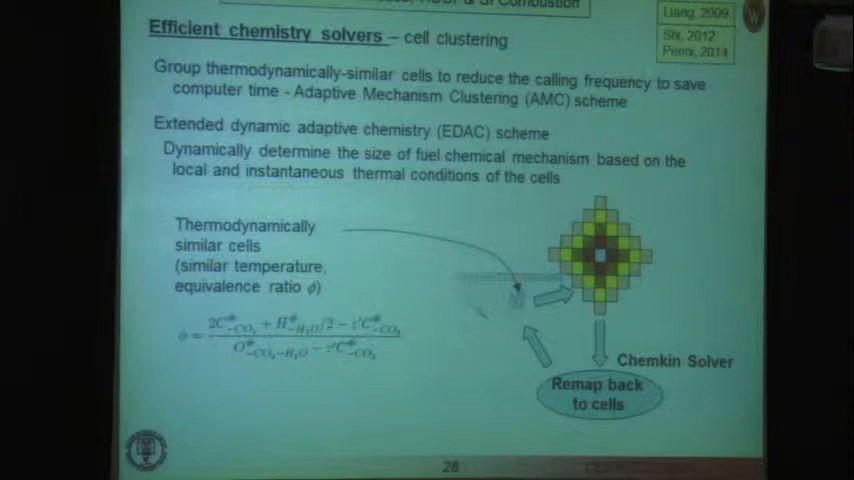 & SI Combustion
Liang, 2009
Shi, 2012
Perini, 2014
Efficient chemistry solvers – cell clustering
Group thermodynamically-similar cells to reduce the calling frequency to save
computer time - Adaptive Mechanism Clustering (AMC) scheme
Extended dynamic adaptive chemistry (EDAC) scheme
Dynamically determine the size of fuel chemical mechanism based on the
local and instantaneous thermal conditions of the cells
Thermodynamically
similar cells
(similar temperature,
equivalence ratio ϕ)
Chemkin Solver
Remap back
to cells
28